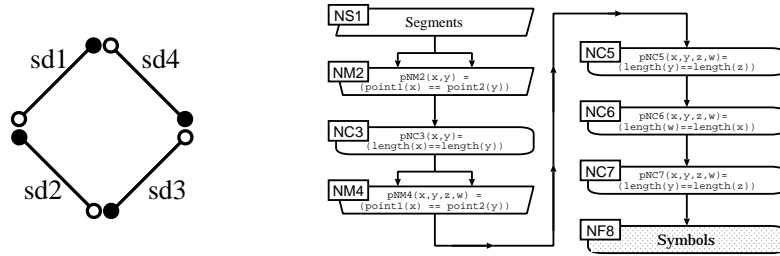 sd1
sd4
sd2
sd3
NS1
Segments
NM2
pNM2(x,y) =
(point1(x) == point2(y))
NC3
pNC3(x,y)=
(length(x)==length(y))
NM4
pNM4(x,y,z,w) =
(point1(x) == point2(y))
NC5
pNC5(x,y,z,w)=
(length(y)==length(z))
NC6
pNC6(x,y,z,w)=
(length(w)==length(x))
NC7
pNC7(x,y,z,w)=
(length(y)==length(z))
NF8
Symbols